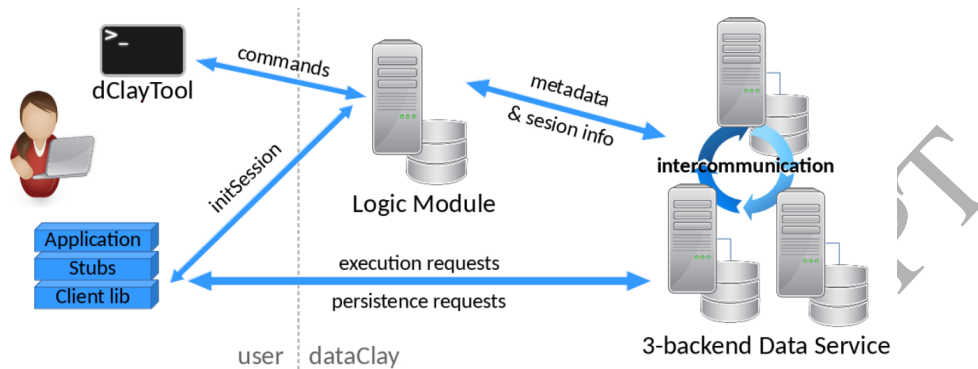 >_
dClayTool
commands
initSession
Application
Stubs
Client lib
Logic Module
metadata
& sesion info
intercommunication
execution requests
persistence requests
3-backend Data Service
user
dataClay
PT